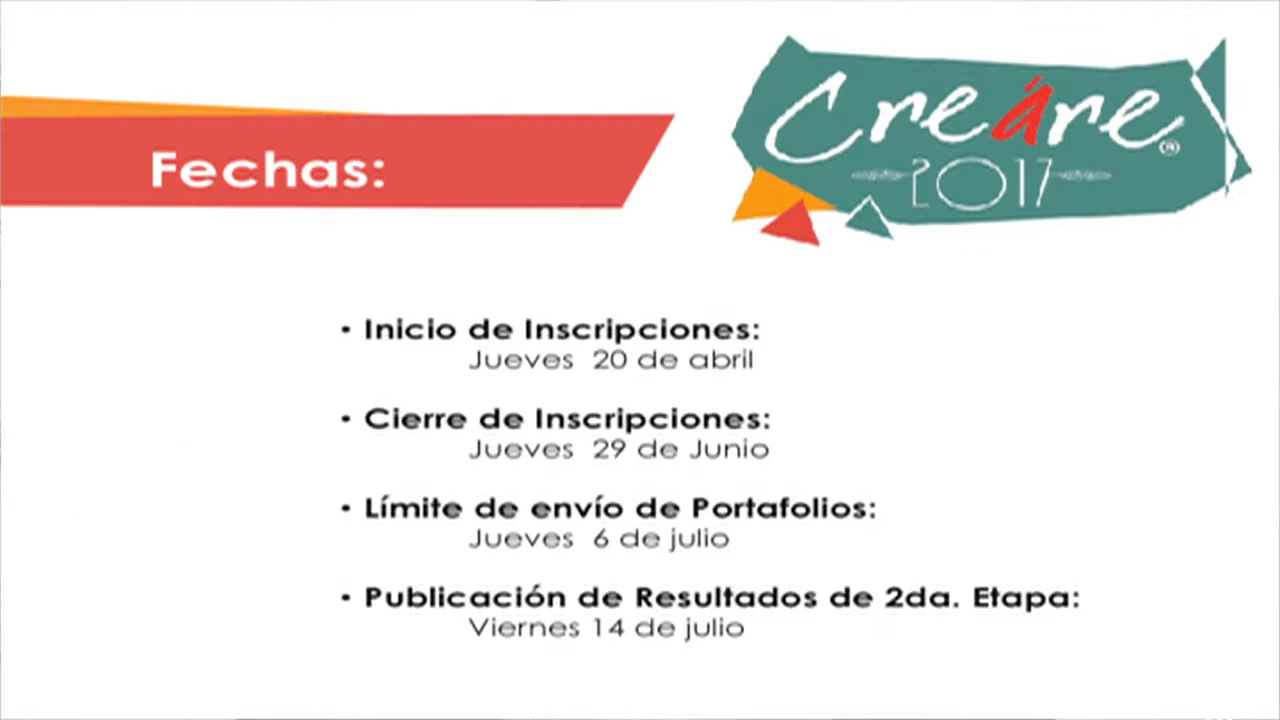 Fechas:
Creáre®
2017
• Inicio de Inscripciones:
Jueves 20 de abril
• Cierre de Inscripciones:
Jueves 29 de Junio
• Límite de envío de Portafolios:
Jueves 6 de julio
• Publicación de Resultados de 2da. Etapa:
Viernes 14 de julio